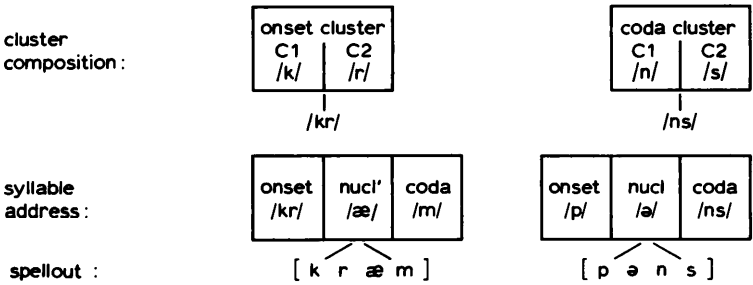 cluster composition:
onset cluster
C1 C2
/k/ /r/
/kr/
coda cluster
C1 C2
/n/ /s/
/ns/
syllable address:
onset nucl' coda
/kr/ /æ/ /m/
onset nucl coda
/p/ /ə/ /ns/
spellout :
[ k r æ m ]
[ p ə n s ]